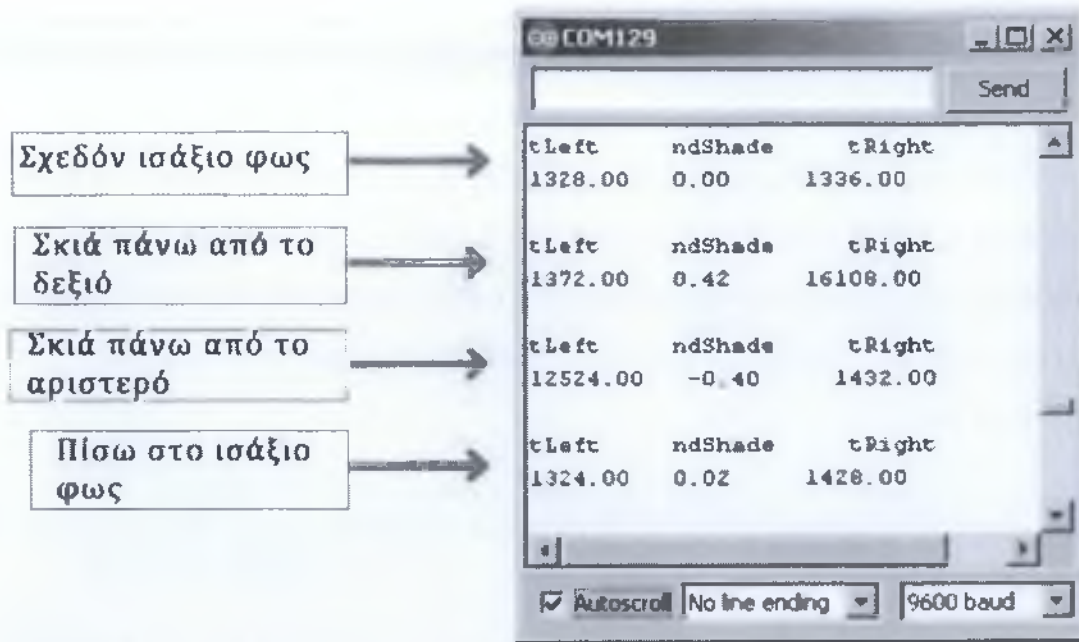 COM129
Send
Σχεδόν ισάξιο φως
tLeft ndShade tRight
1328.00 0.00 1336.00
Σκιά πάνω από το
δεξιό
tLeft ndShade tRight
1372.00 0.42 16108.00
Σκιά πάνω από το
αριστερό
tLeft ndShade tRight
12524.00 -0.40 1432.00
Πίσω στο ισάξιο
φως
tLeft ndShade tRight
1324.00 0.02 1428.00
Autoscroll No line ending 9600 baud